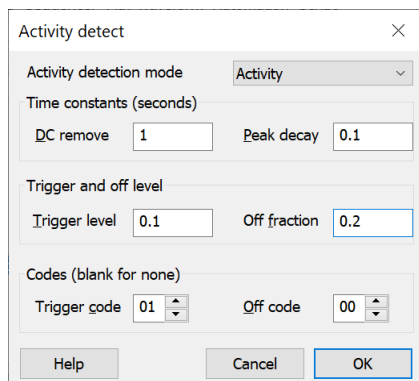 Activity detect
Activity detection mode Activity
Time constants (seconds)
DC remove 1 Peak decay 0.1
Trigger and off level
Trigger level 0.1 Off fraction 0.2
Codes (blank for none)
Trigger code 01 Off code 00
Help Cancel OK